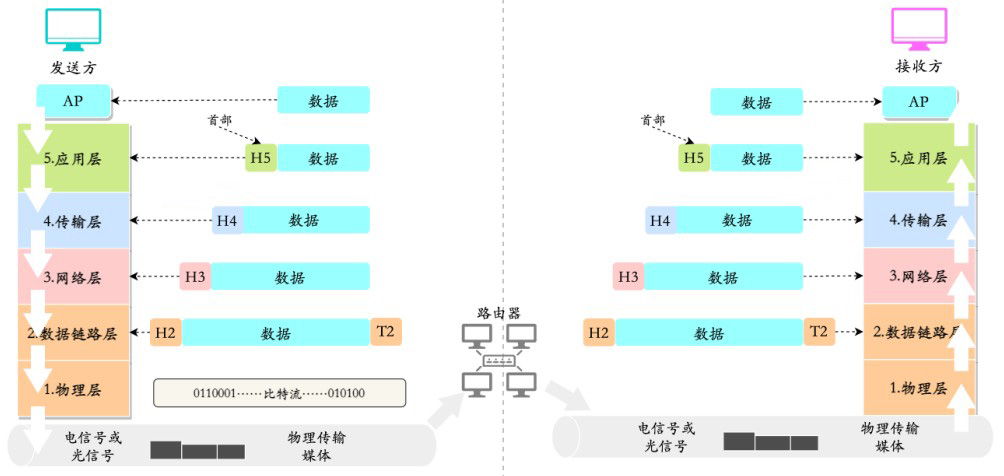 发送方
接收方
AP
数据
数据
AP
首部
首部
5.应用层
H5
数据
H5
数据
5.应用层
4.传输层
H4
数据
H4
数据
4.传输层
3.网络层
H3
数据
H3
数据
3.网络层
路由器
2.数据链路层
H2
数据
T2
H2
数据
T2
2.数据链路层
1.物理层
0110001……比特流……010100
1.物理层
电信号或
光信号
物理传输
媒体
电信号或
光信号
物理传输
媒体